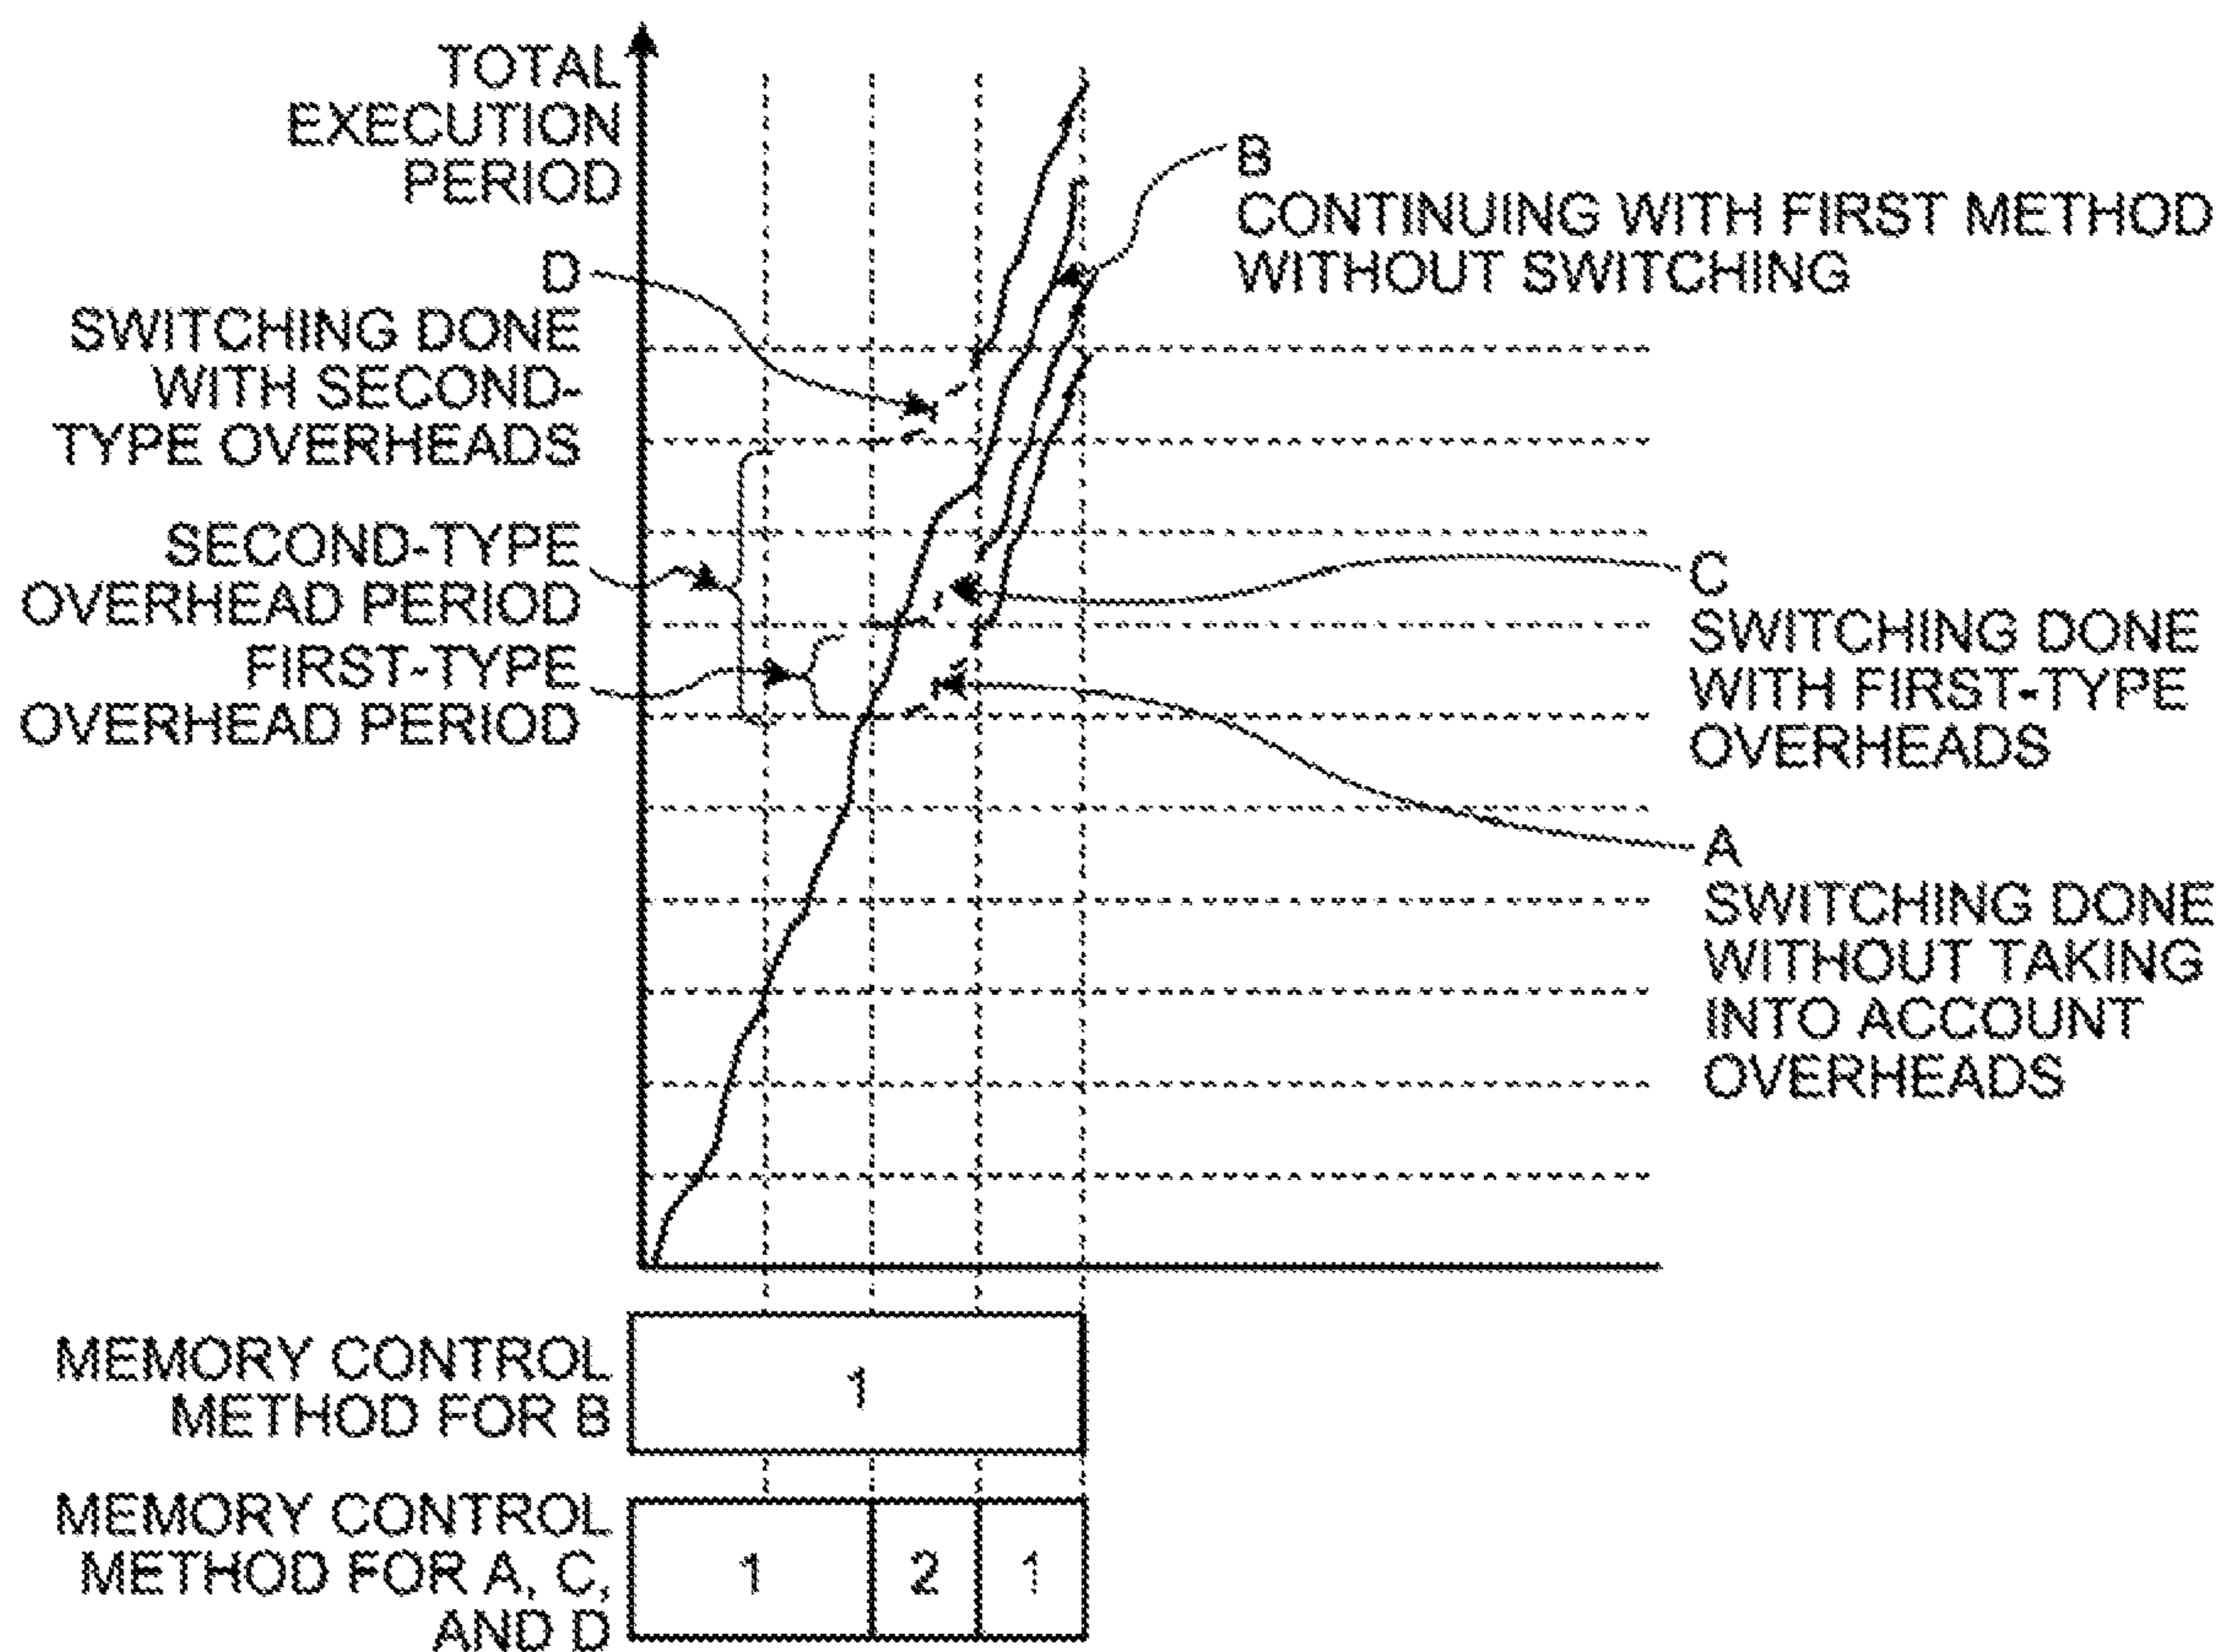 TOTAL
EXECUTION
PERIOD
D
SWITCHING DONE
WITH SECOND-
TYPE OVERHEADS
SECOND-TYPE
OVERHEAD PERIOD
FIRST-TYPE
OVERHEAD PERIOD
B
CONTINUING WITH FIRST METHOD
WITHOUT SWITCHING
C
SWITCHING DONE
WITH FIRST-TYPE
OVERHEADS
A
SWITCHING DONE
WITHOUT TAKING
INTO ACCOUNT
OVERHEADS
MEMORY CONTROL
METHOD FOR B
1
MEMORY CONTROL
METHOD FOR A, C,
AND D
1
2
1